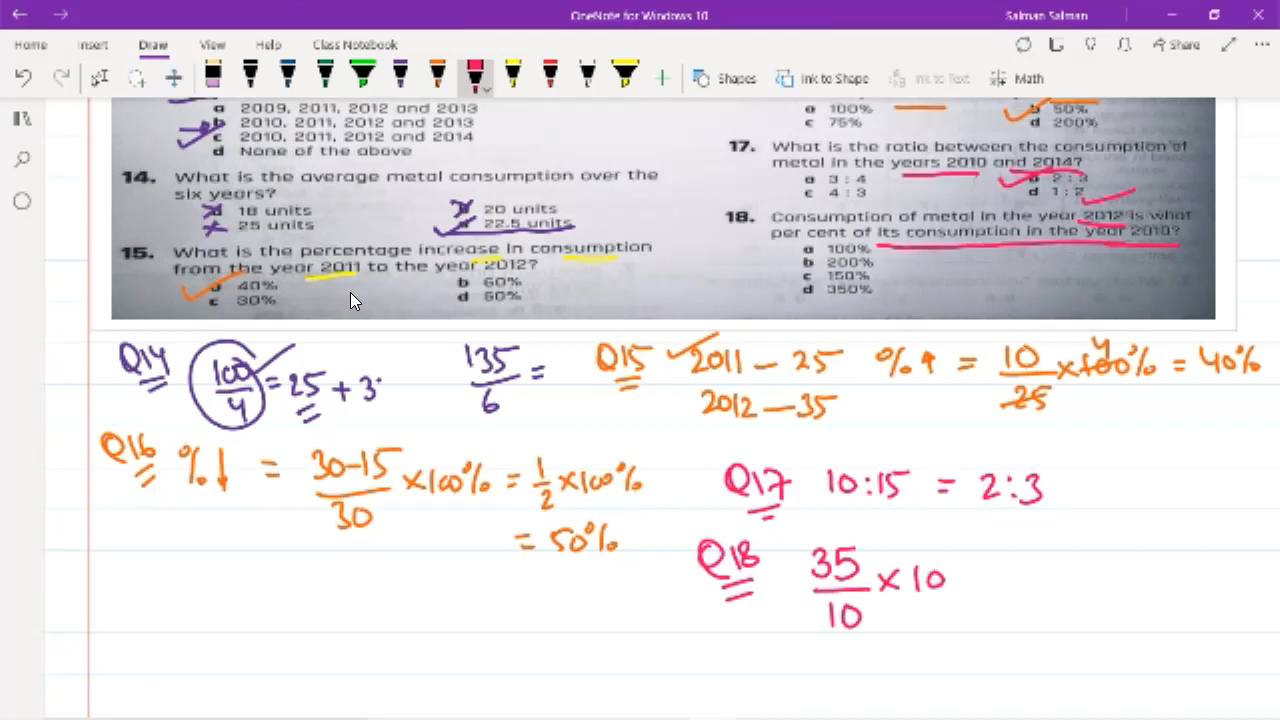 OneNote for Windows 10
Salman Salman
Home Insert Draw View Help Class Notebook
Share
Shapes Ink to Shape Ink to Text Math
a 2009, 2011, 2012 and 2013
b 2010, 2011, 2012 and 2013
c 2010, 2011, 2012 and 2014
d None of the above
14. What is the average metal consumption over the
six years?
18 units 20 units
25 units 22.5 units
15. What is the percentage increase in consumption
from the year 2011 to the year 2012?
40% b 60%
c 30% d 60%
a 100% b 50%
c 75% d 200%
17. What is the ratio between the consumption of
metal in the years 2010 and 2014?
a 3 : 4 2 : 3
c 4 : 3 d 1 : 2
18. Consumption of metal in the year 2012 is what
per cent of its consumption in the year 2010?
a 100%
b 200%
c 150%
d 350%
Q14 100/4 = 25 + 3
135/6 =
Q15 2011 – 25 %↑ = 10/25 × 100% = 40%
2012 – 35
Q16 %↓ = 30-15/30 × 100% = 1/2 × 100%
= 50%
Q17 10:15 = 2:3
Q18 35/10 × 10